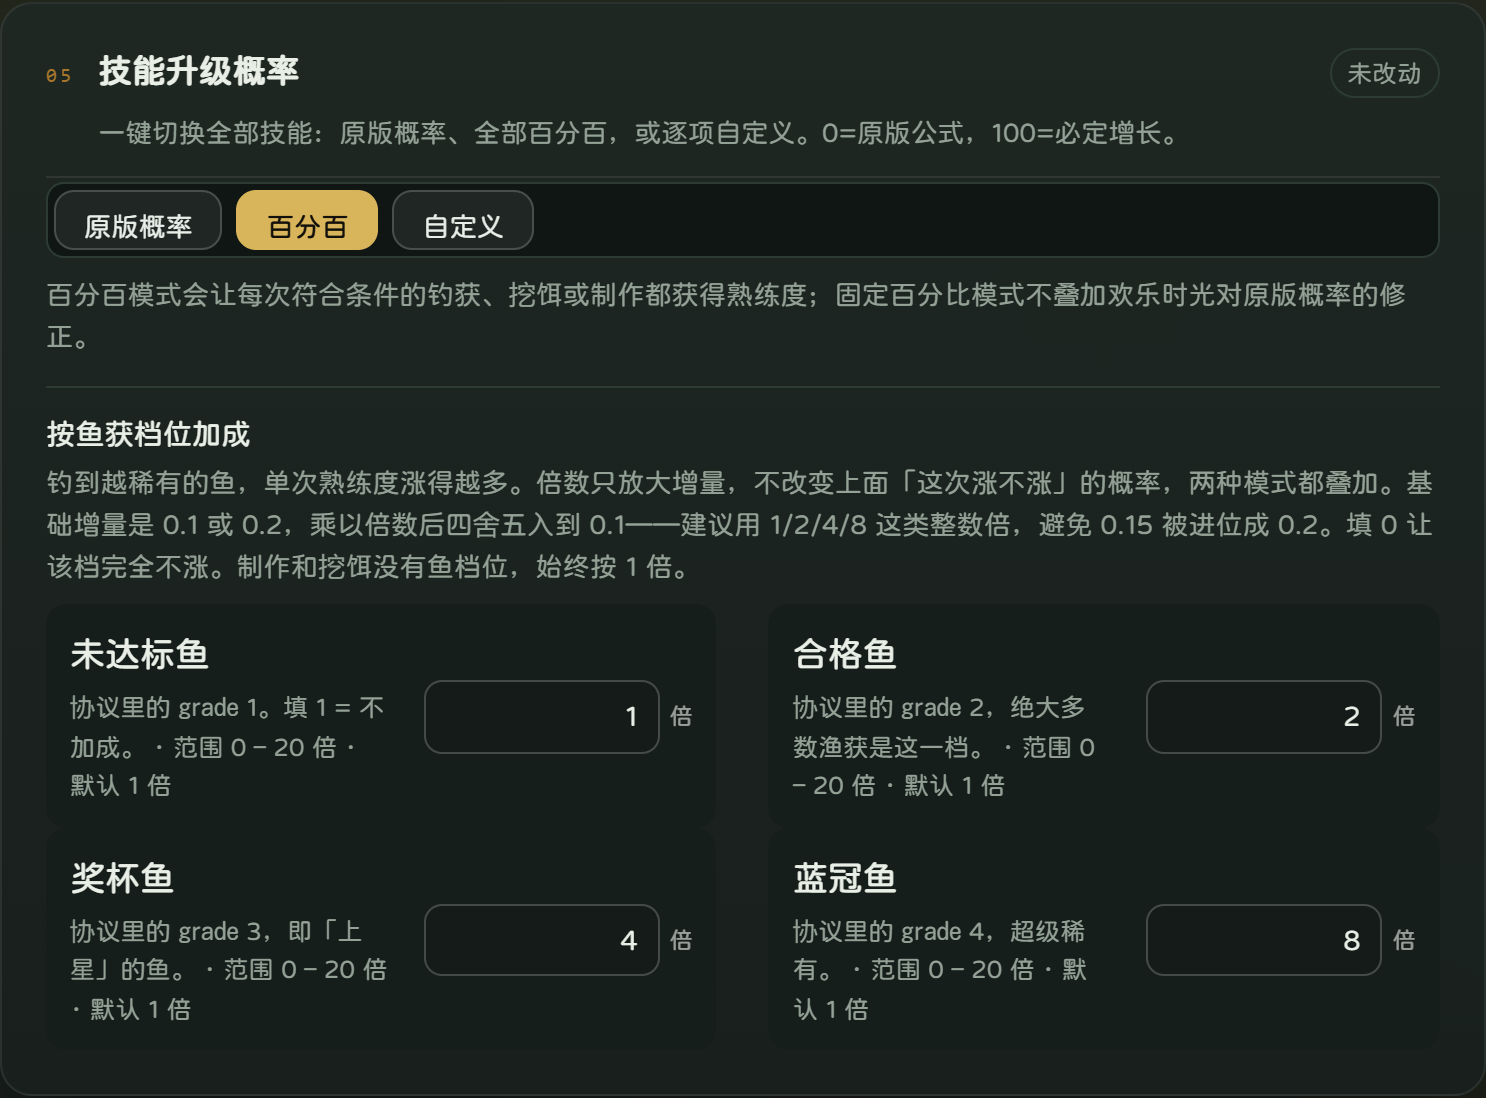 05 技能升级概率 未改动
一键切换全部技能：原版概率、全部百分百，或逐项自定义。0=原版公式，100=必定增长。
原版概率 百分百 自定义
百分百模式会让每次符合条件的钓获、挖饵或制作都获得熟练度；固定百分比模式不叠加欢乐时光对原版概率的修
正。
按鱼获档位加成
钓到越稀有的鱼，单次熟练度涨得越多。倍数只放大增量，不改变上面「这次涨不涨」的概率，两种模式都叠加。基
础增量是 0.1 或 0.2，乘以倍数后四舍五入到 0.1——建议用 1/2/4/8 这类整数倍，避免 0.15 被进位成 0.2。填 0 让
该档完全不涨。制作和挖饵没有鱼档位，始终按 1 倍。
未达标鱼
协议里的 grade 1。填 1 = 不
加成。 · 范围 0 – 20 倍 ·
默认 1 倍
1 倍
合格鱼
协议里的 grade 2，绝大多
数渔获是这一档。 · 范围 0
– 20 倍 · 默认 1 倍
2 倍
奖杯鱼
协议里的 grade 3，即「上
星」的鱼。 · 范围 0 – 20 倍
· 默认 1 倍
4 倍
蓝冠鱼
协议里的 grade 4，超级稀
有。 · 范围 0 – 20 倍 · 默
认 1 倍
8 倍